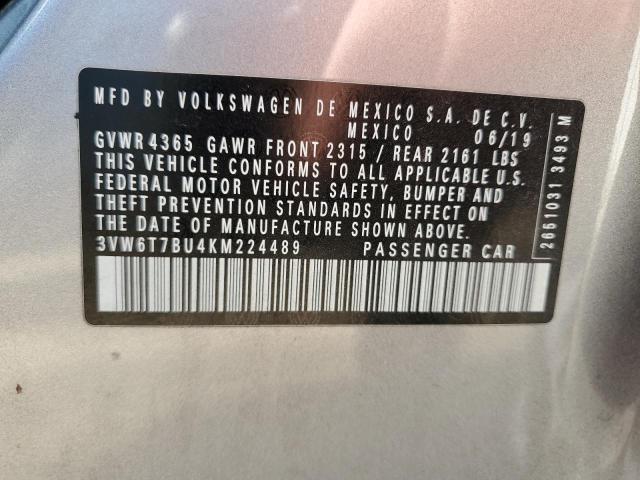 MFD BY VOLKSWAGEN DE MEXICO S.A. DE C.V.
MEXICO 06/19
GVWR 4365 GAWR FRONT 2315 / REAR 2161 LBS
THIS VEHICLE CONFORMS TO ALL APPLICABLE U.S.
FEDERAL MOTOR VEHICLE SAFETY, BUMPER AND
THEFT PREVENTION STANDARDS IN EFFECT ON
THE DATE OF MANUFACTURE SHOWN ABOVE.
3VW6T7BU4KM224489 PASSENGER CAR
2661031 3493 M